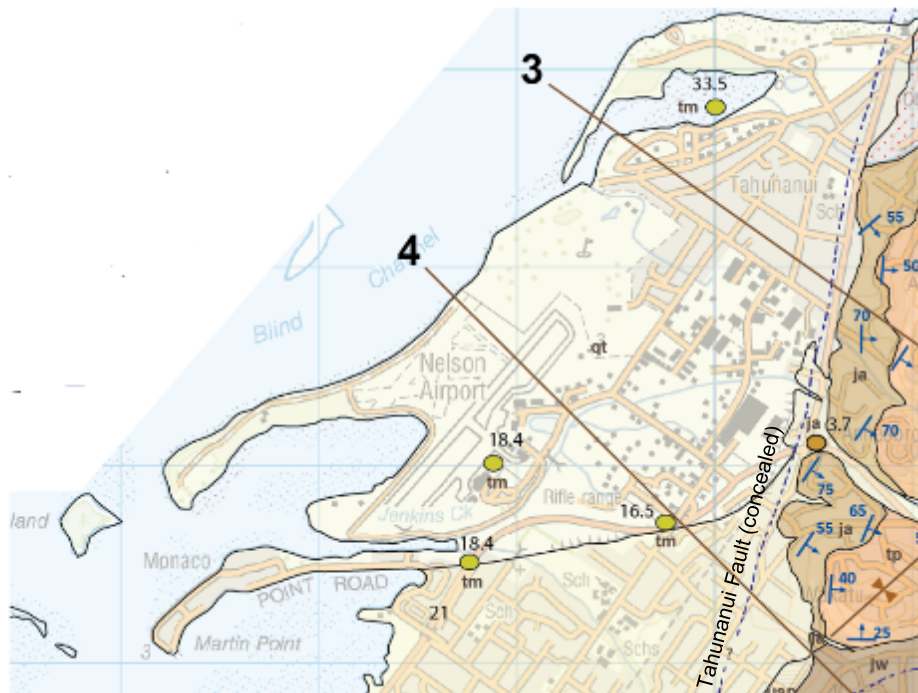 3
33.5
tm
Tahunanui
Sch
55
50
4
Channel
Blind
70
qt
Nelson
Airport
ja
ja 3.7
70
18.4
tm
75
Rifle range
16.5
tm
65
55
ja
Jenkins Ck
land
18.4
tm
Monaco
POINT ROAD
tp
40
Sch
Sch
21
Tahunanui Fault (concealed)
Martin Point
3
Schs
?
25
jw